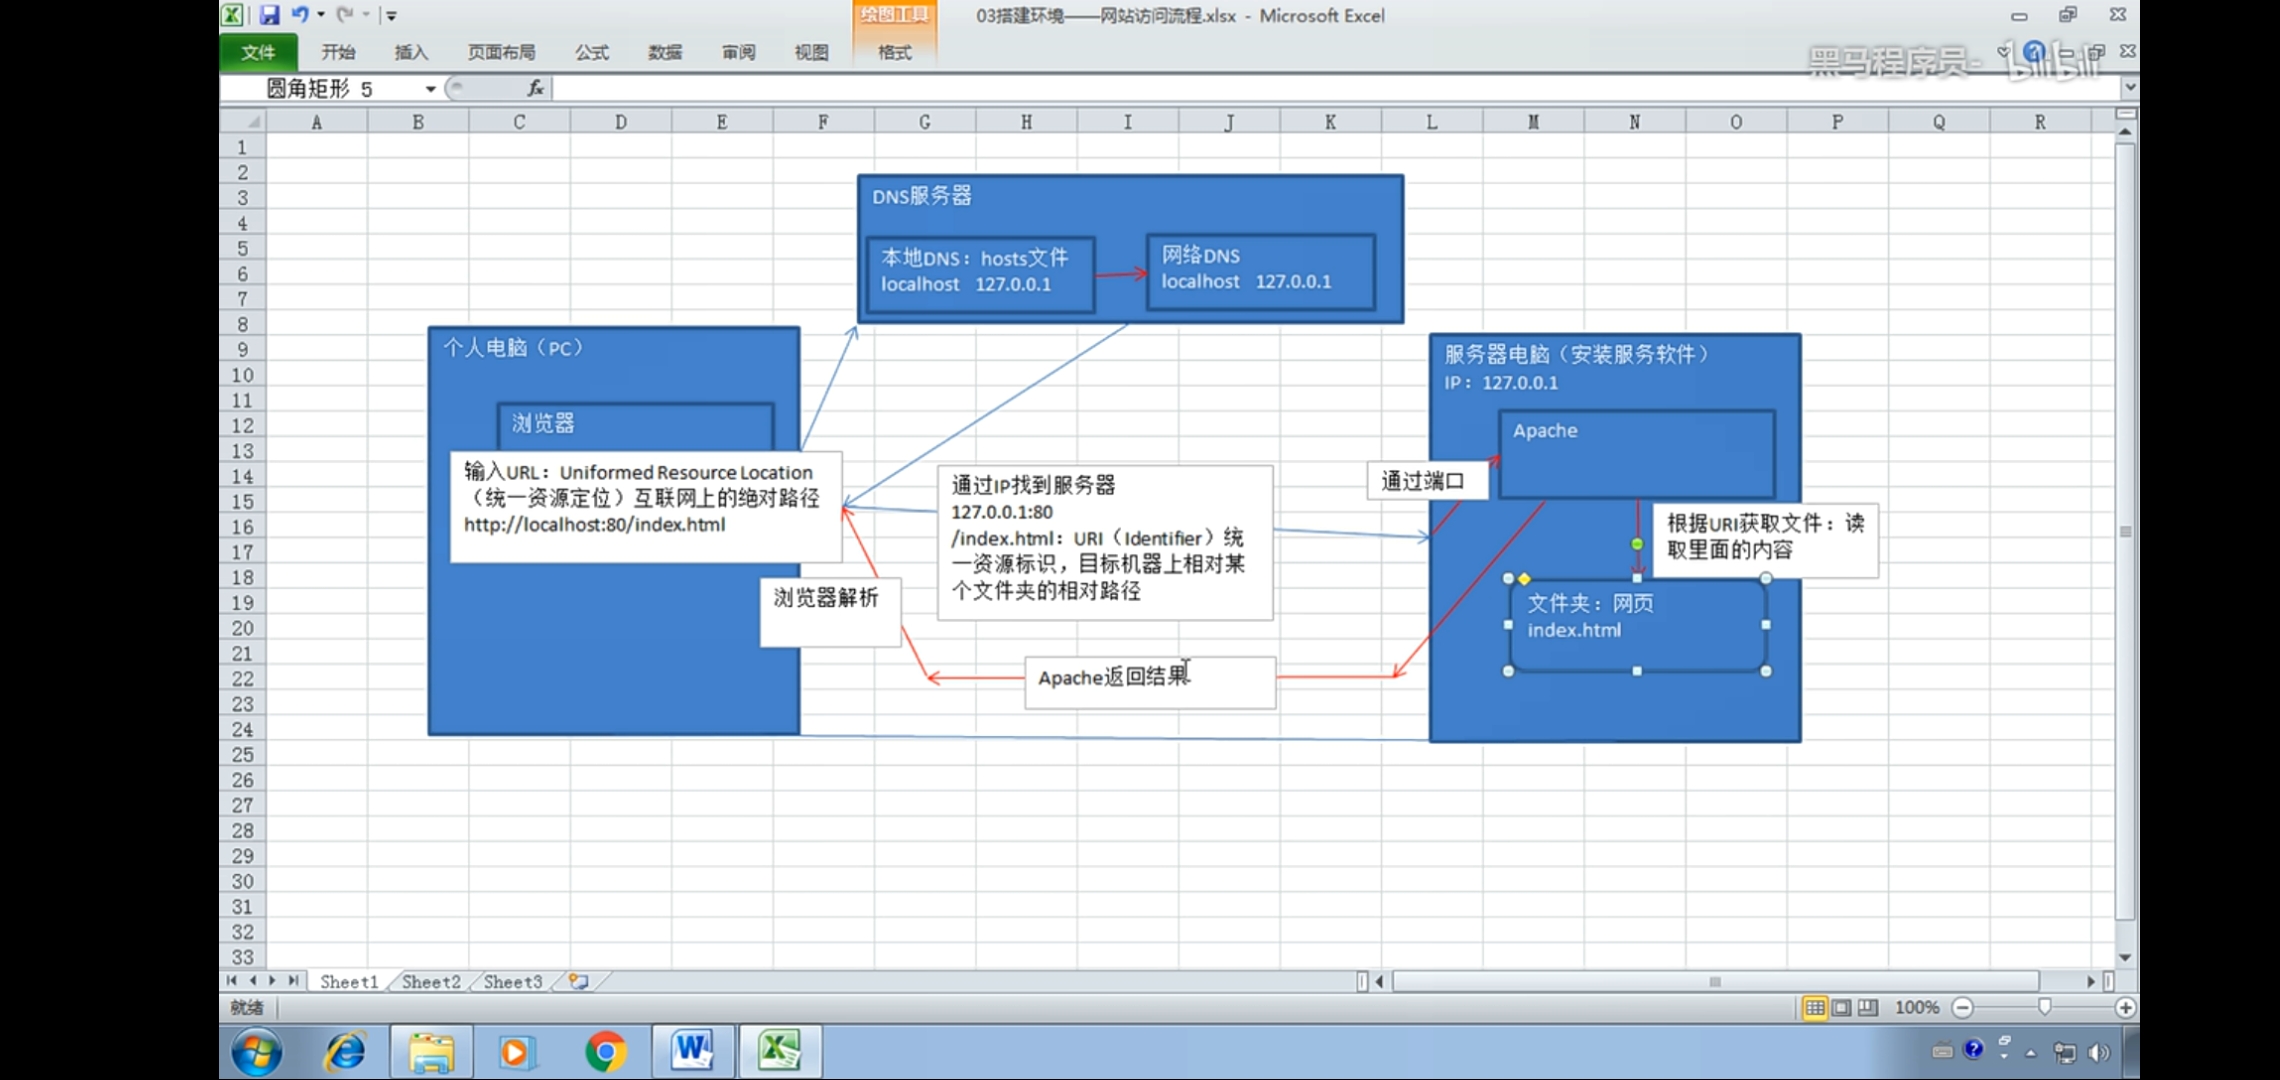 03搭建环境——网站访问流程.xlsx - Microsoft Excel
绘图工具
文件 开始 插入 页面布局 公式 数据 审阅 视图 格式
黑马程序员- bilibili
圆角矩形 5 fx
A B C D E F G H I J K L M N O P Q R
1
2
3
4
5
6
7
8
9
10
11
12
13
14
15
16
17
18
19
20
21
22
23
24
25
26
27
28
29
30
31
32
33
DNS服务器
本地DNS：hosts文件
localhost 127.0.0.1
网络DNS
localhost 127.0.0.1
个人电脑（PC）
浏览器
输入URL：Uniformed Resource Location
（统一资源定位）互联网上的绝对路径
http://localhost:80/index.html
浏览器解析
通过IP找到服务器
127.0.0.1:80
/index.html：URI（Identifier）统
一资源标识，目标机器上相对某
个文件夹的相对路径
Apache返回结果
通过端口
服务器电脑（安装服务软件）
IP：127.0.0.1
Apache
根据URI获取文件：读
取里面的内容
文件夹：网页
index.html
Sheet1 Sheet2 Sheet3
就绪
100%